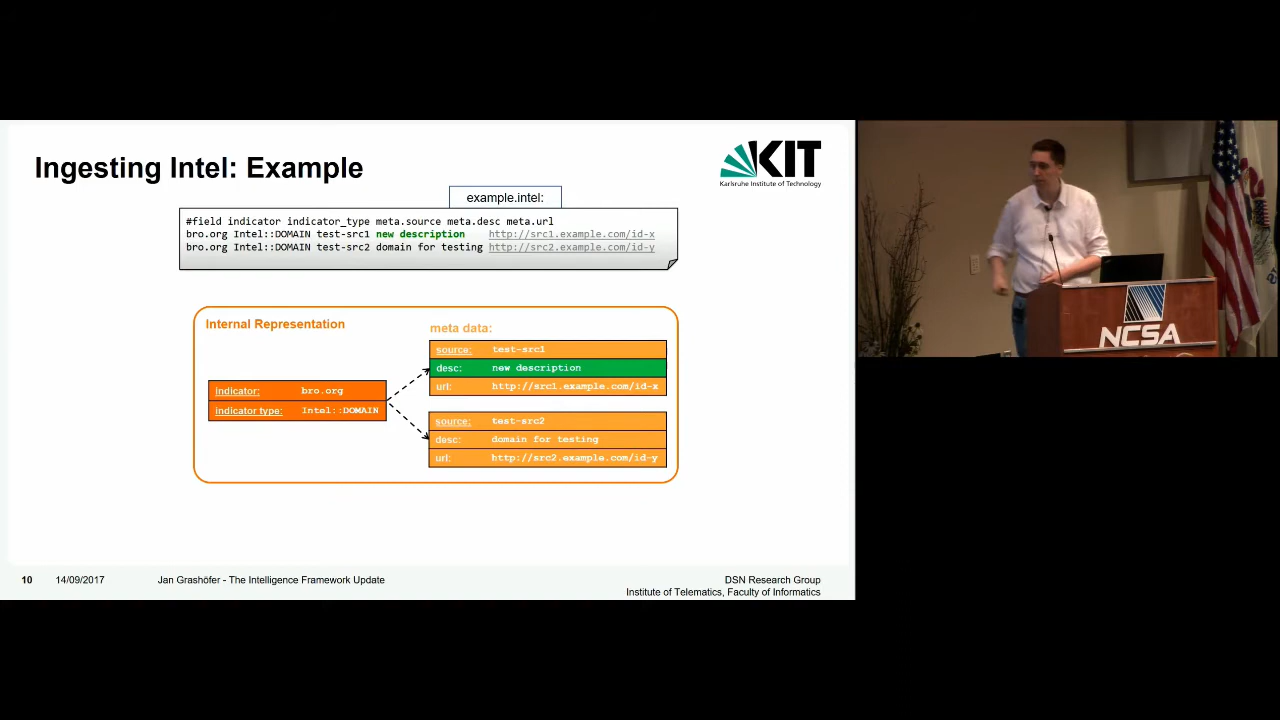 Ingesting Intel: Example
KIT
Karlsruhe Institute of Technology
example.intel:
#field indicator indicator_type meta.source meta.desc meta.url
bro.org Intel::DOMAIN test-src1 new description http://src1.example.com/id-x
bro.org Intel::DOMAIN test-src2 domain for testing http://src2.example.com/id-y
Internal Representation
meta data:
source: test-src1
desc: new description
url: http://src1.example.com/id-x
indicator: bro.org
indicator type: Intel::DOMAIN
source: test-src2
desc: domain for testing
url: http://src2.example.com/id-y
10 14/09/2017 Jan Grashöfer - The Intelligence Framework Update
DSN Research Group
Institute of Telematics, Faculty of Informatics
NCSA